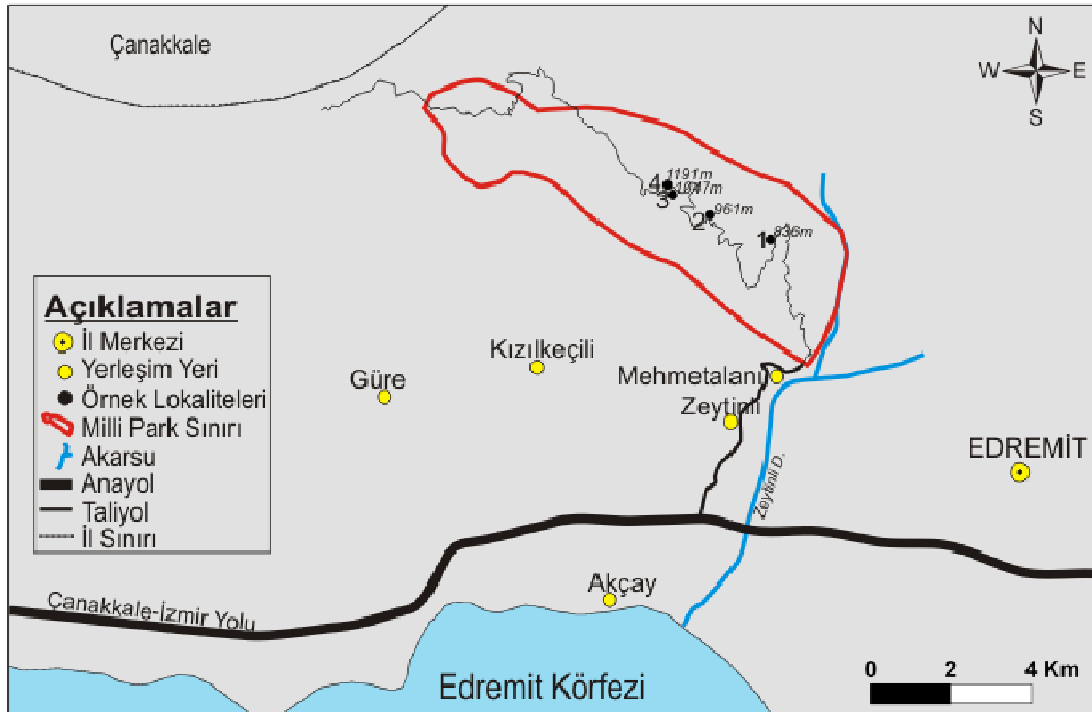 Çanakkale
N
W E
S
4 1191m
3
2 961m
1 836m
Açıklamalar
İl Merkezi
Yerleşim Yeri
Örnek Lokaliteleri
Milli Park Sınırı
Akarsu
Anayol
Taliyol
İl Sınırı
Kızılkeçili
Güre
Mehmetalanı
Zeytinli
EDREMİT
Zeytinli D.
Akçay
Çanakkale-İzmir Yolu
Edremit Körfezi
0 2 4 Km